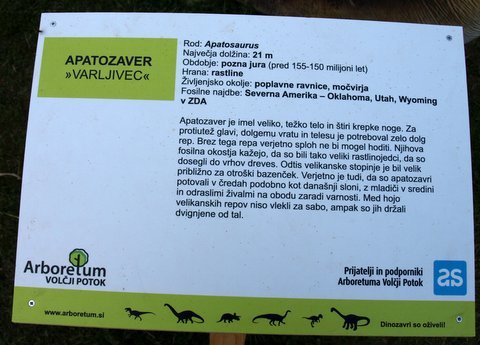 APATOZAVER
»VARLJIVEC«
Rod: Apatosaurus
Največja dolžina: 21 m
Obdobje: pozna jura (pred 155-150 milijoni let)
Hrana: rastline
Življenjsko okolje: poplavne ravnice, močvirja
Fosilne najdbe: Severna Amerika – Oklahoma, Utah, Wyoming
v ZDA
Apatozaver je imel veliko, težko telo in štiri krepke noge. Za
protiutež glavi, dolgemu vratu in telesu je potreboval zelo dolg
rep. Brez tega repa verjetno sploh ne bi mogel hoditi. Njihova
fosilna okostja kažejo, da so bili tako veliki rastlinojedci, da so
dosegli do vrhov dreves. Odtis velikanske stopinje je bil velik
približno za otroški bazenček. Verjetno je tudi, da so apatozavri
potovali v čredah podobno kot današnji sloni, z mladiči v sredini
in odraslimi živalmi na obodu zaradi varnosti. Med hojo
velikanskih repov niso vlekli za sabo, ampak so jih držali
dvignjene od tal.
Arboretum
VOLČJI POTOK
Prijatelji in podporniki
Arboretuma Volčji Potok
as
www.arboretum.si
Dinozavri so oživeli!